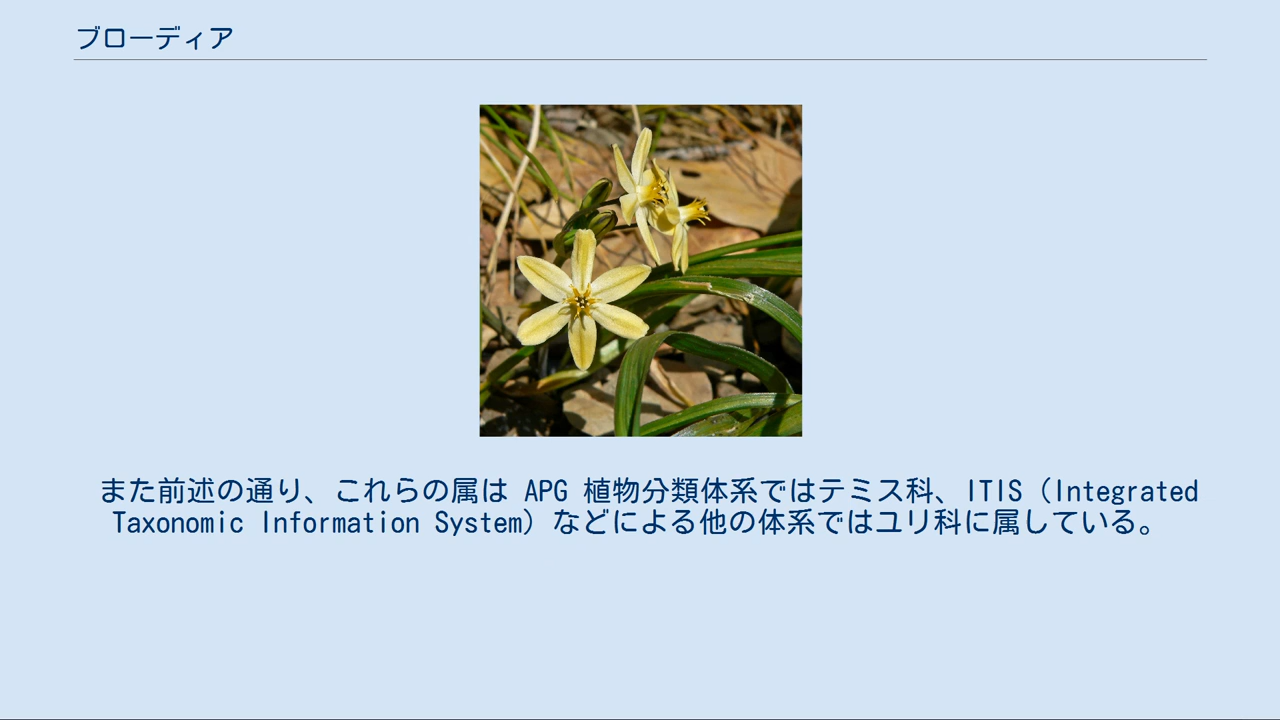 ブローディア
また前述の通り、これらの属は APG 植物分類体系ではテミス科、ITIS（Integrated
Taxonomic Information System）などによる他の体系ではユリ科に属している。